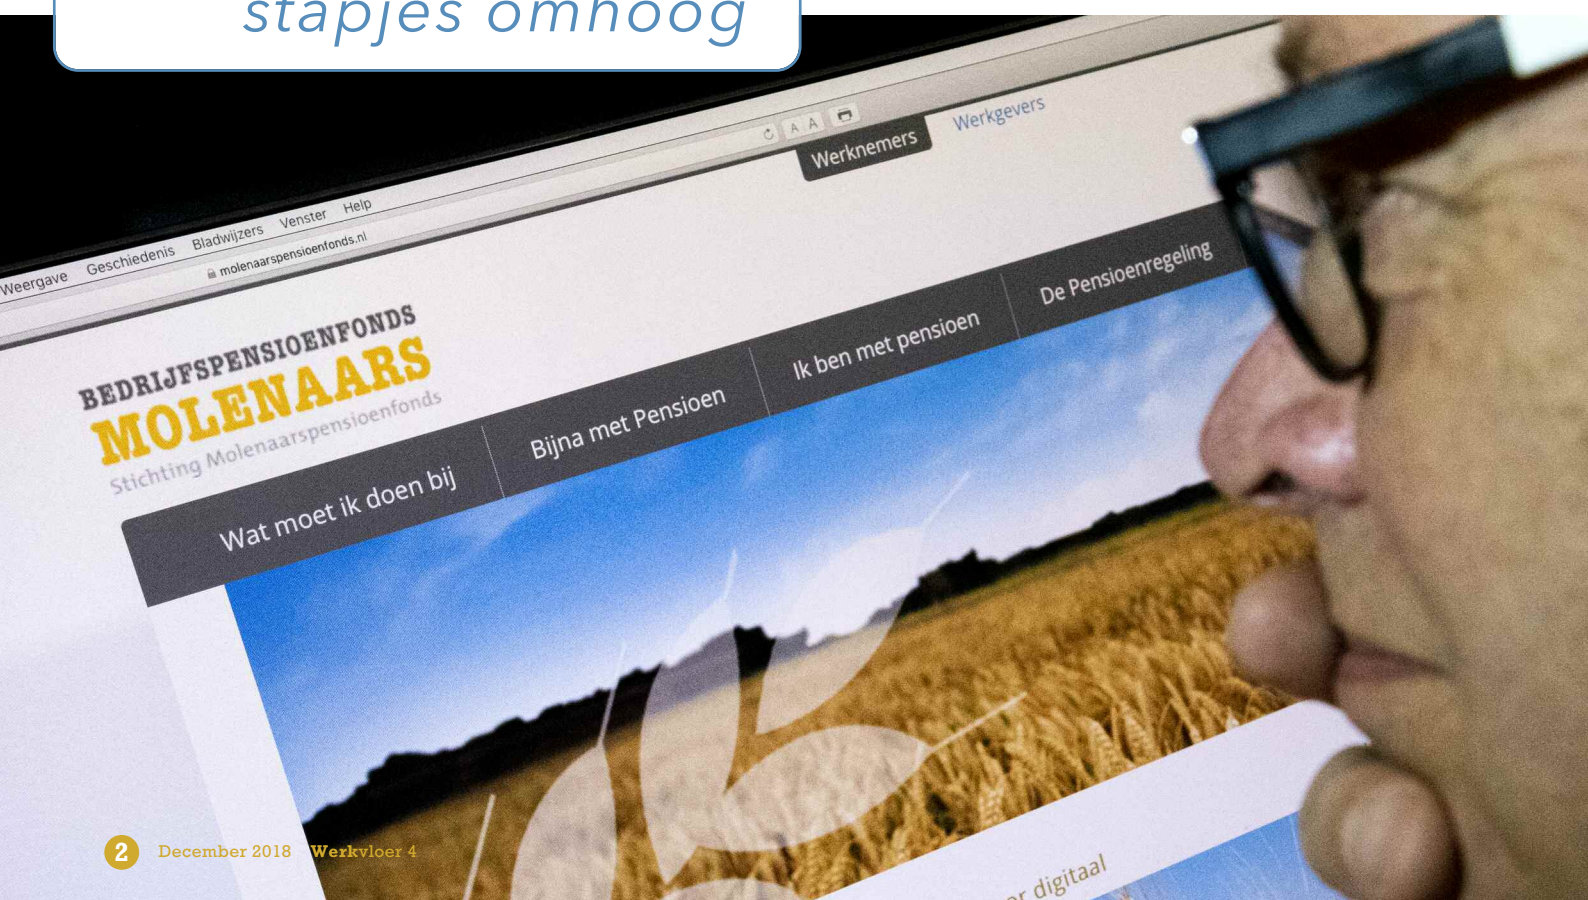 stapjes omhoog
Werknemers
Werkgevers
Weergave Geschiedenis Bladwijzers Venster Help
molenaarspensioenfonds.nl
A A
BEDRIJFSPENSIOENFONDS
MOLENAARS
Stichting Molenaarspensioenfonds
Wat moet ik doen bij
Bijna met Pensioen
Ik ben met pensioen
De Pensioenregeling
digitaal
2 December 2018 Werkvloer 4